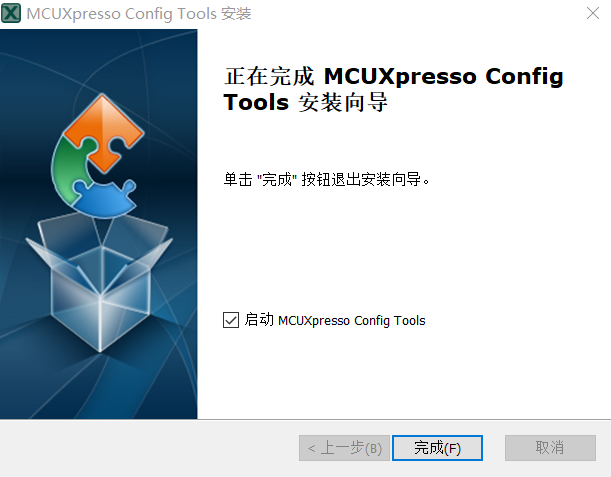 MCUXpresso Config Tools 安装
正在完成 MCUXpresso Config
Tools 安装向导
单击 "完成" 按钮退出安装向导。
启动 MCUXpresso Config Tools
< 上一步(B)
完成(F)
取消